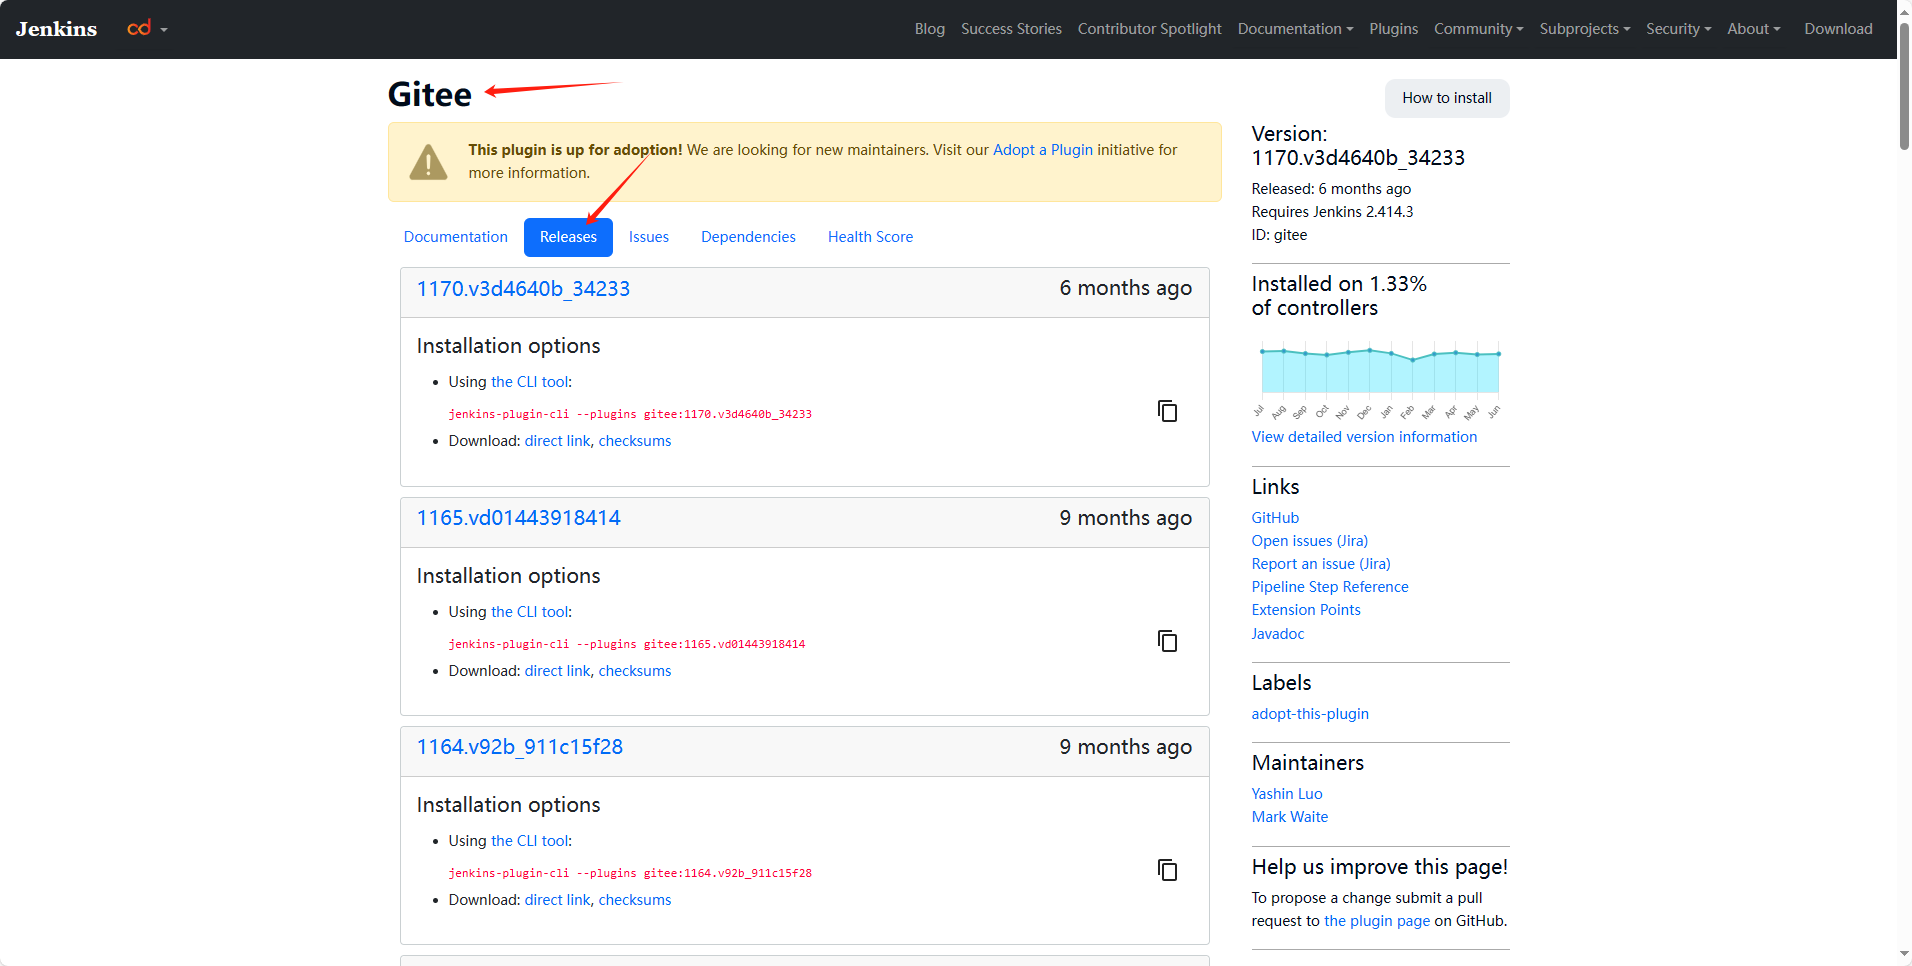 Jenkins
Blog Success Stories Contributor Spotlight Documentation Plugins Community Subprojects Security About Download
Gitee
How to install
This plugin is up for adoption! We are looking for new maintainers. Visit our Adopt a Plugin initiative for
more information.
Documentation Releases Issues Dependencies Health Score
1170.v3d4640b_34233 6 months ago
Installation options
Using the CLI tool:
jenkins-plugin-cli --plugins gitee:1170.v3d4640b_34233
Download: direct link, checksums
1165.vd01443918414 9 months ago
Installation options
Using the CLI tool:
jenkins-plugin-cli --plugins gitee:1165.vd01443918414
Download: direct link, checksums
1164.v92b_911c15f28 9 months ago
Installation options
Using the CLI tool:
jenkins-plugin-cli --plugins gitee:1164.v92b_911c15f28
Download: direct link, checksums
Version:
1170.v3d4640b_34233
Released: 6 months ago
Requires Jenkins 2.414.3
ID: gitee
Installed on 1.33%
of controllers
Jul Aug Sep Oct Nov Dec Jan Feb Mar Apr May Jun
View detailed version information
Links
GitHub
Open issues (Jira)
Report an issue (Jira)
Pipeline Step Reference
Extension Points
Javadoc
Labels
adopt-this-plugin
Maintainers
Yashin Luo
Mark Waite
Help us improve this page!
To propose a change submit a pull
request to the plugin page on GitHub.